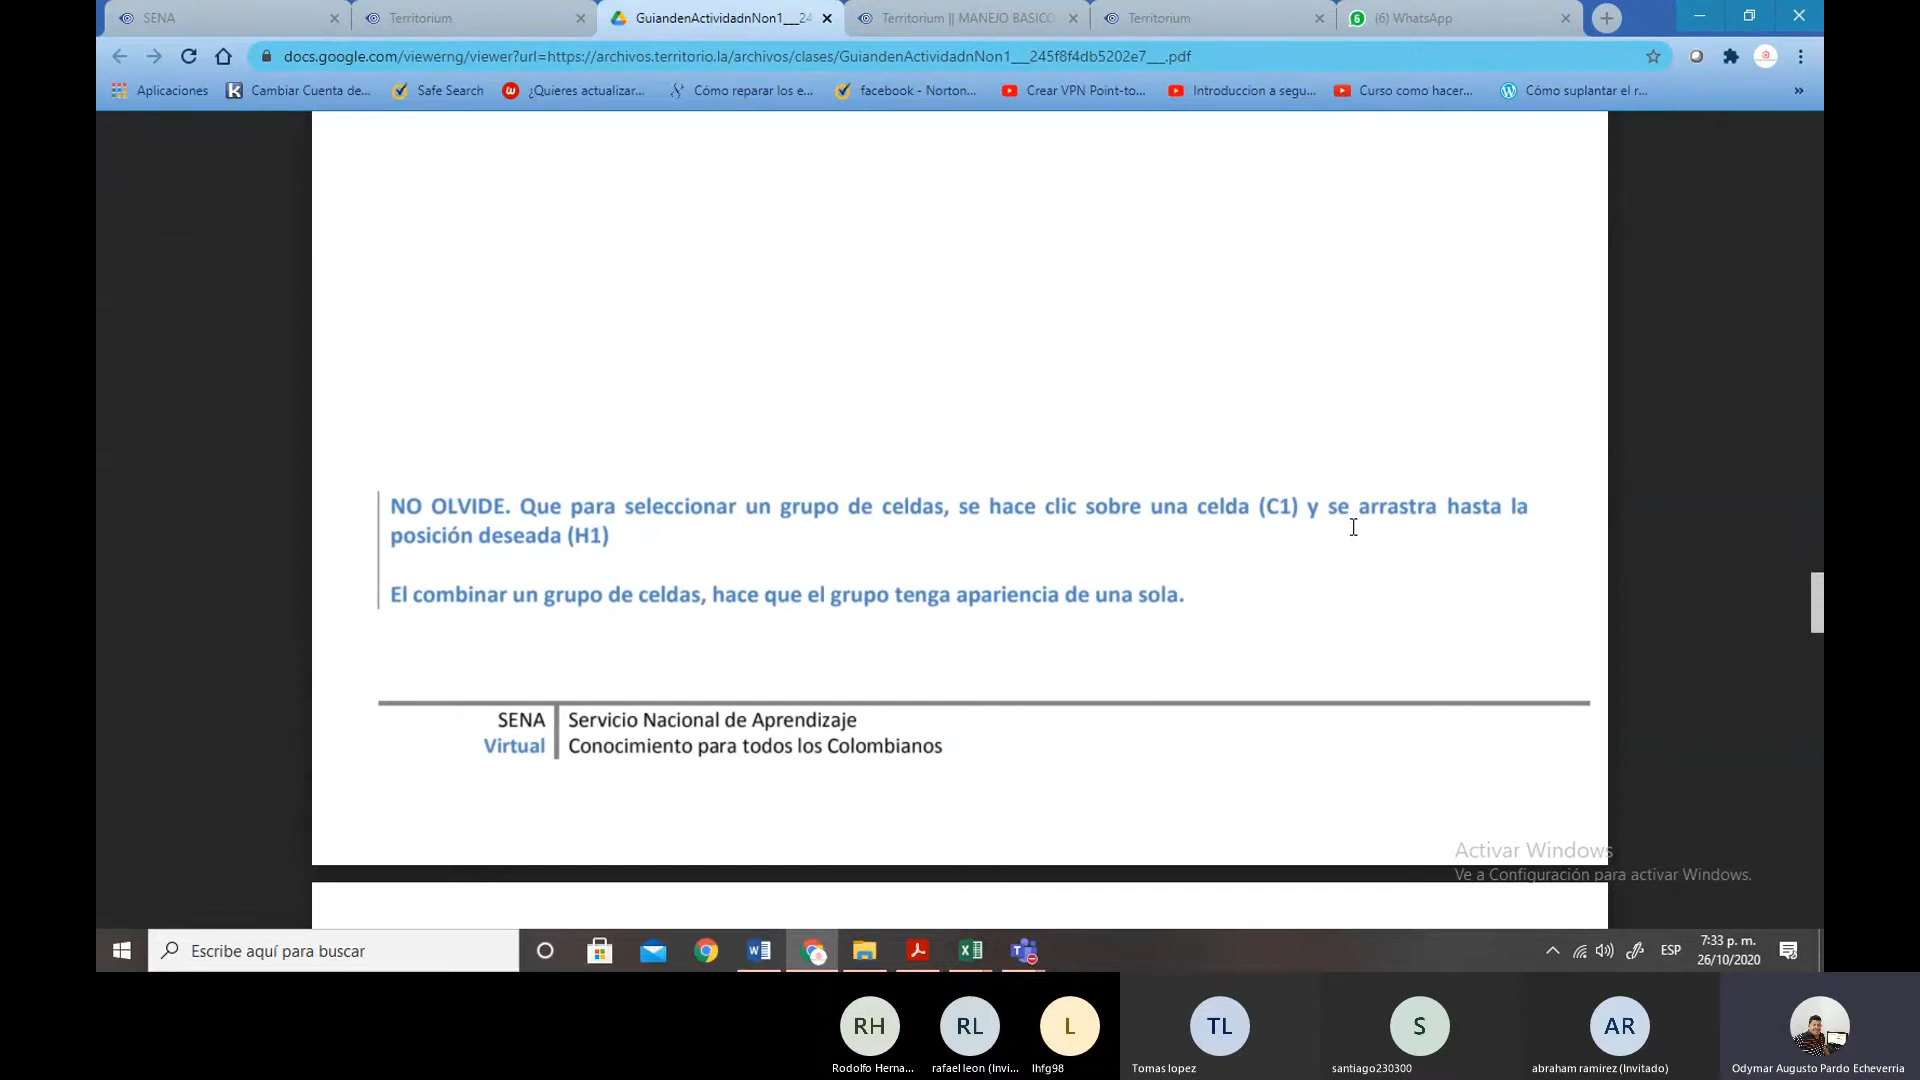 SENA
Territorium
GuiandenActividadnNon1___24
Territorium || MANEJO BASICO
Territorium
(6) WhatsApp
docs.google.com/viewerng/viewer?url=https://archivos.territorio.la/archivos/clases/GuiandenActividadnNon1___245f8f4db5202e7___.pdf
Aplicaciones
Cambiar Cuenta de...
Safe Search
¿Quieres actualizar...
Cómo reparar los e...
facebook - Norton...
Crear VPN Point-to...
Introduccion a segu...
Curso como hacer...
Cómo suplantar el r...
NO OLVIDE. Que para seleccionar un grupo de celdas, se hace clic sobre una celda (C1) y se arrastra hasta la
posición deseada (H1)
El combinar un grupo de celdas, hace que el grupo tenga apariencia de una sola.
SENA Servicio Nacional de Aprendizaje
Virtual Conocimiento para todos los Colombianos
Activar Windows
Ve a Configuración para activar Windows.
Escribe aquí para buscar
ESP
7:33 p. m.
26/10/2020
RH
RL
L
TL
S
AR
Rodolfo Herna...
rafael leon (Invi...
lhfg98
Tomas lopez
santiago230300
abraham ramirez (Invitado)
Odymar Augusto Pardo Echeverria